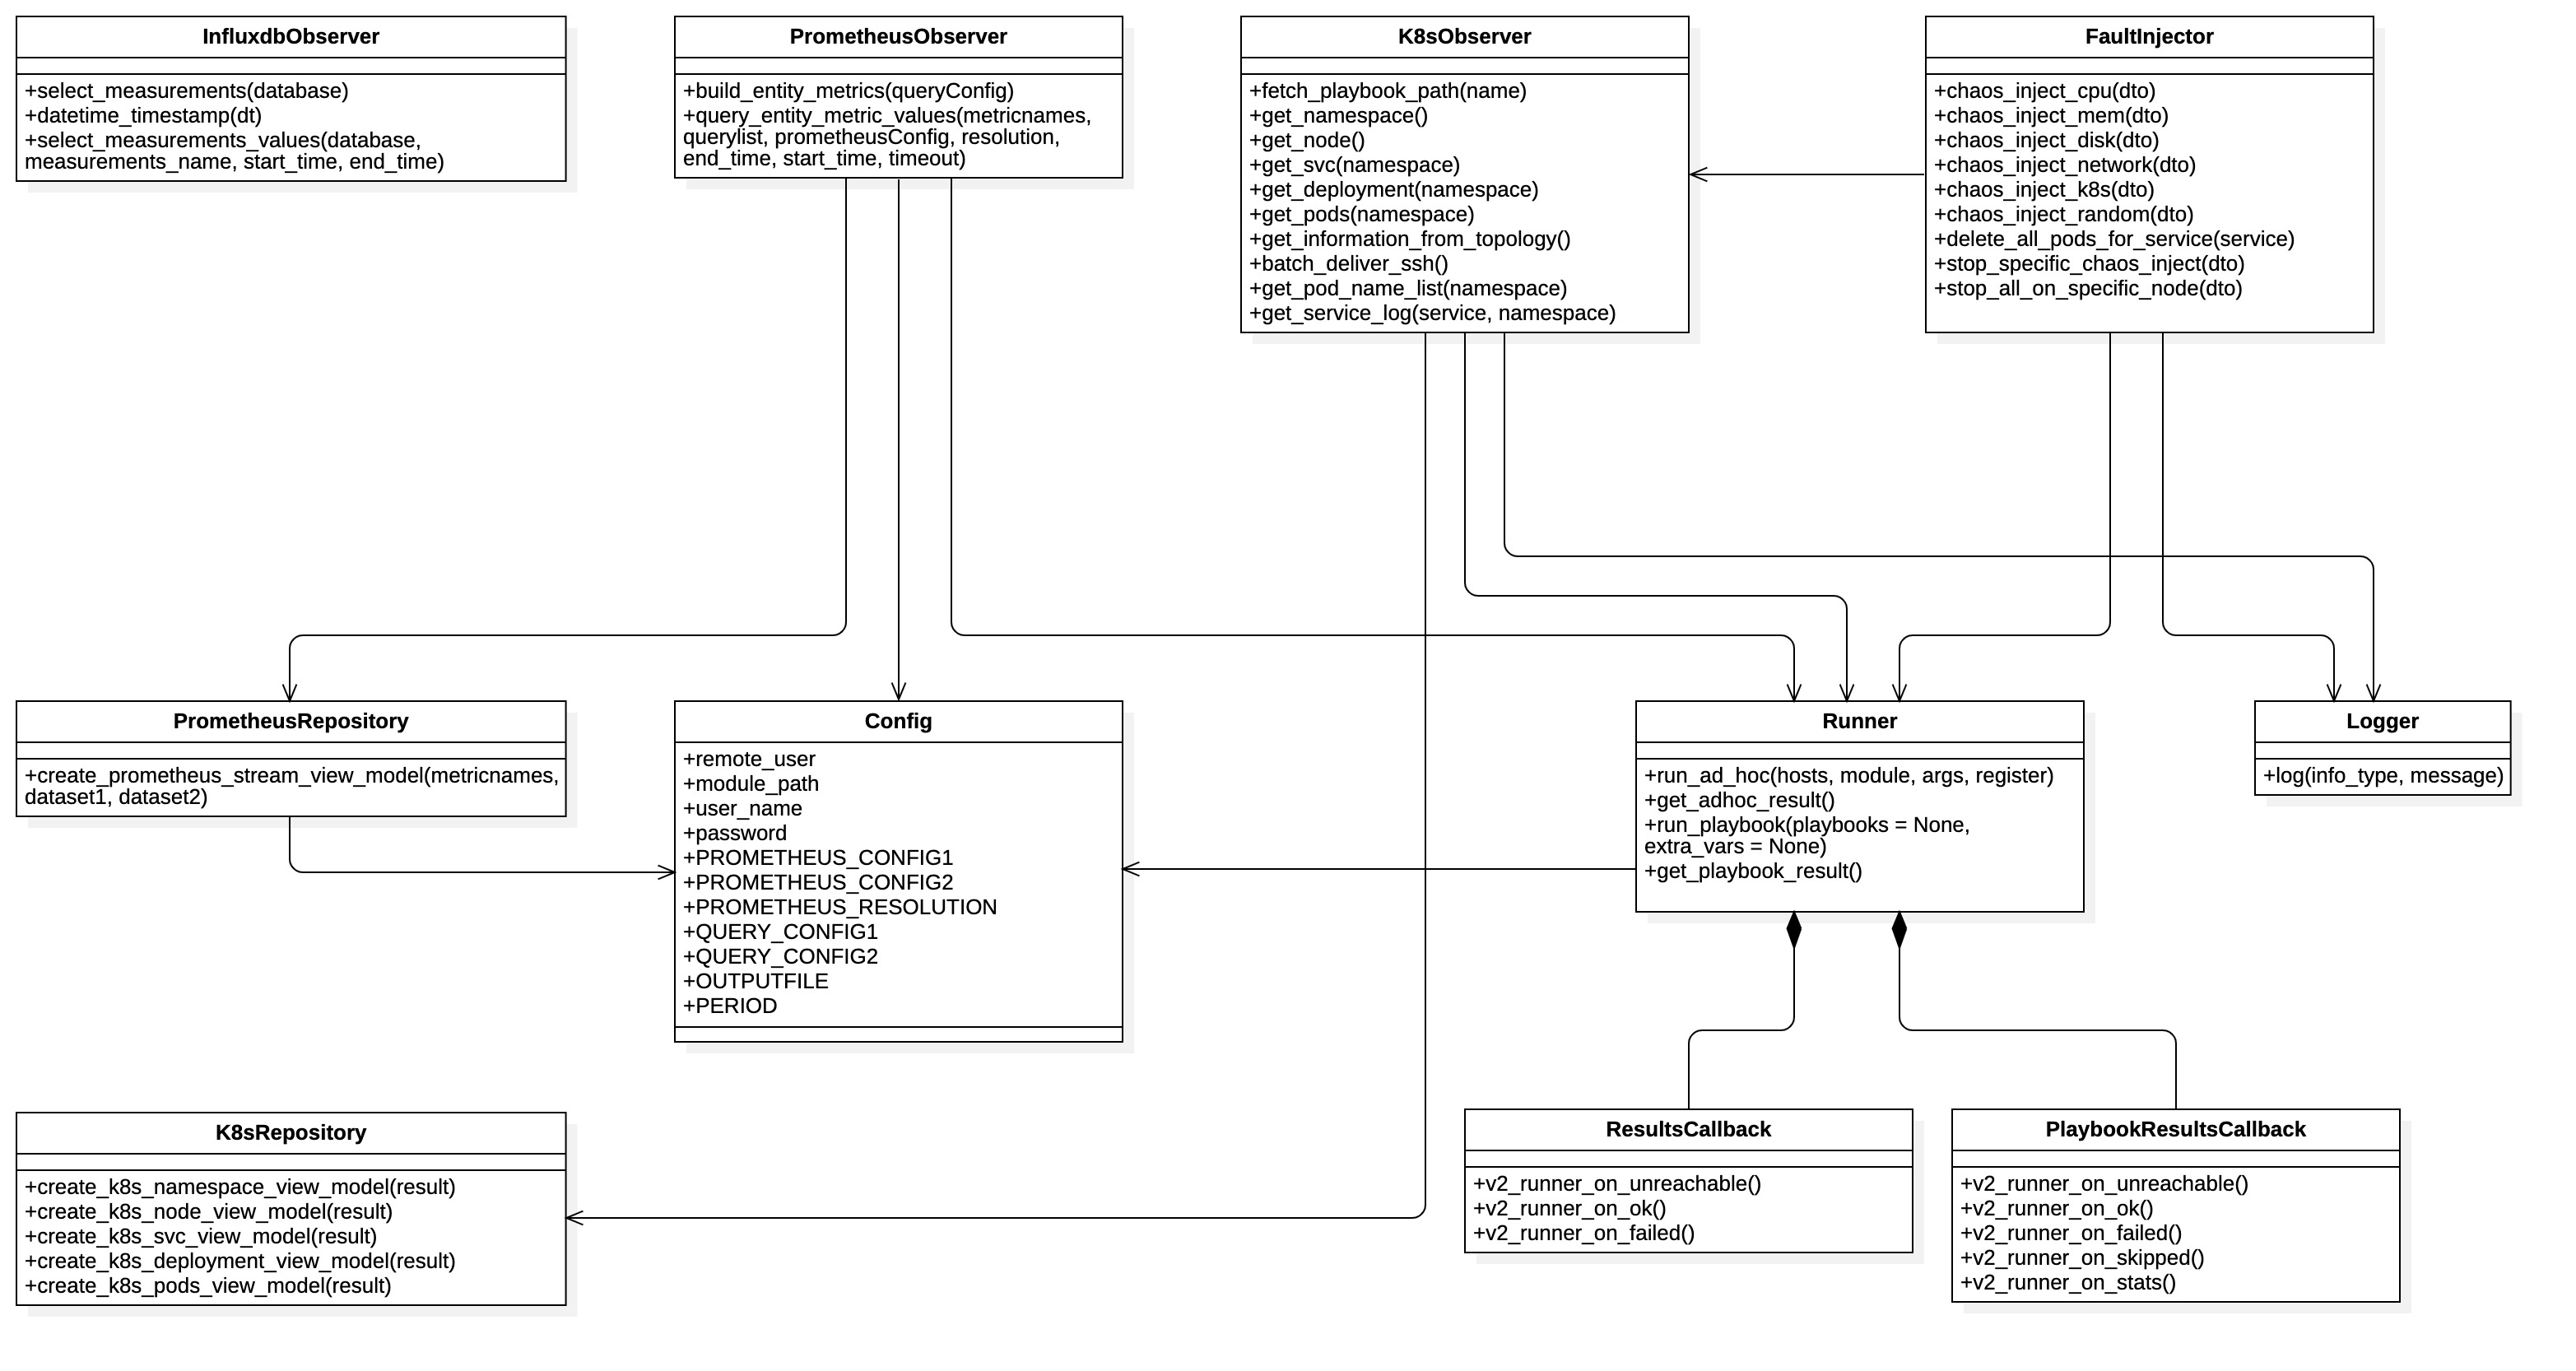 InfluxdbObserver
+select_measurements(database)
+datetime_timestamp(dt)
+select_measurements_values(database,
measurements_name, start_time, end_time)
PrometheusObserver
+build_entity_metrics(queryConfig)
+query_entity_metric_values(metricnames,
querylist, prometheusConfig, resolution,
end_time, start_time, timeout)
K8sObserver
+fetch_playbook_path(name)
+get_namespace()
+get_node()
+get_svc(namespace)
+get_deployment(namespace)
+get_pods(namespace)
+get_information_from_topology()
+batch_deliver_ssh()
+get_pod_name_list(namespace)
+get_service_log(service, namespace)
FaultInjector
+chaos_inject_cpu(dto)
+chaos_inject_mem(dto)
+chaos_inject_disk(dto)
+chaos_inject_network(dto)
+chaos_inject_k8s(dto)
+chaos_inject_random(dto)
+delete_all_pods_for_service(service)
+stop_specific_chaos_inject(dto)
+stop_all_on_specific_node(dto)
PrometheusRepository
+create_prometheus_stream_view_model(metricnames,
dataset1, dataset2)
Config
+remote_user
+module_path
+user_name
+password
+PROMETHEUS_CONFIG1
+PROMETHEUS_CONFIG2
+PROMETHEUS_RESOLUTION
+QUERY_CONFIG1
+QUERY_CONFIG2
+OUTPUTFILE
+PERIOD
Runner
+run_ad_hoc(hosts, module, args, register)
+get_adhoc_result()
+run_playbook(playbooks = None,
extra_vars = None)
+get_playbook_result()
Logger
+log(info_type, message)
K8sRepository
+create_k8s_namespace_view_model(result)
+create_k8s_node_view_model(result)
+create_k8s_svc_view_model(result)
+create_k8s_deployment_view_model(result)
+create_k8s_pods_view_model(result)
ResultsCallback
+v2_runner_on_unreachable()
+v2_runner_on_ok()
+v2_runner_on_failed()
PlaybookResultsCallback
+v2_runner_on_unreachable()
+v2_runner_on_ok()
+v2_runner_on_failed()
+v2_runner_on_skipped()
+v2_runner_on_stats()